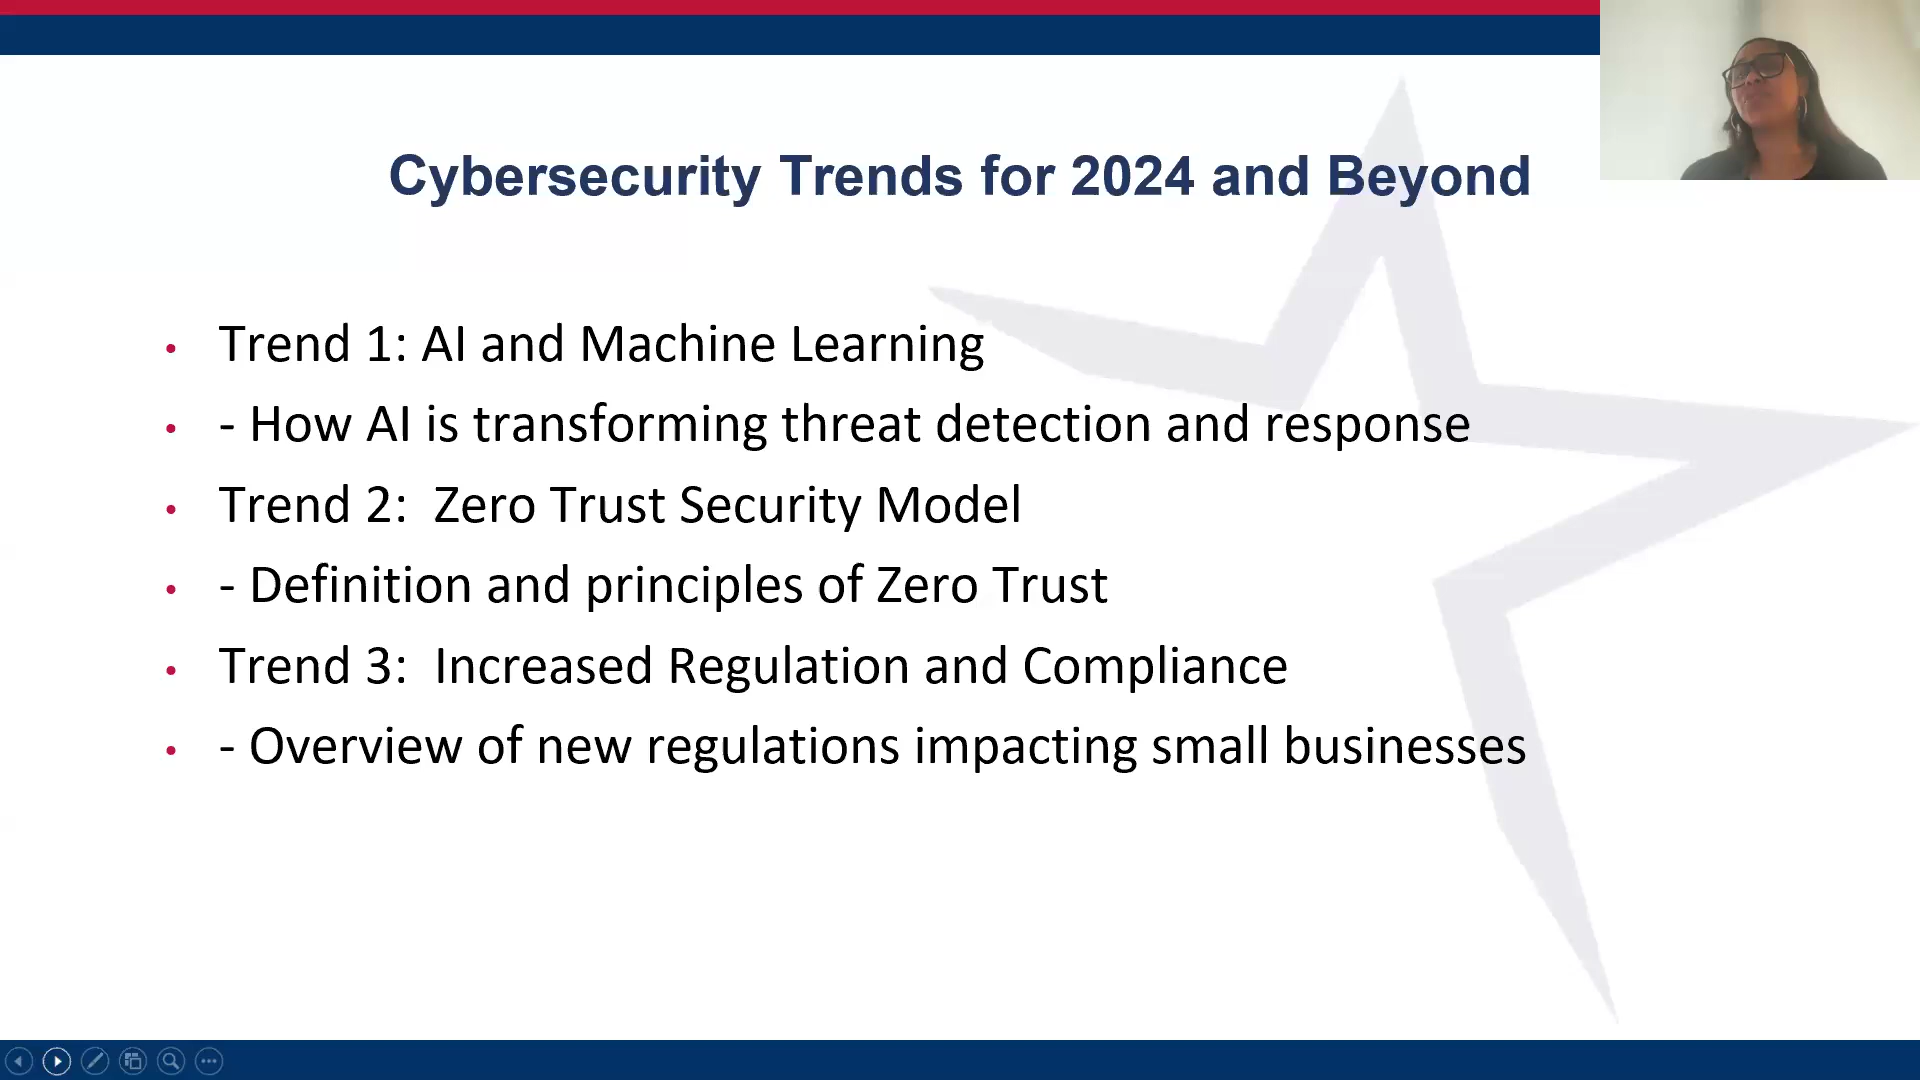 Cybersecurity Trends for 2024 and Beyond
• Trend 1: AI and Machine Learning
• - How AI is transforming threat detection and response
• Trend 2:  Zero Trust Security Model
• - Definition and principles of Zero Trust
• Trend 3:  Increased Regulation and Compliance
• - Overview of new regulations impacting small businesses